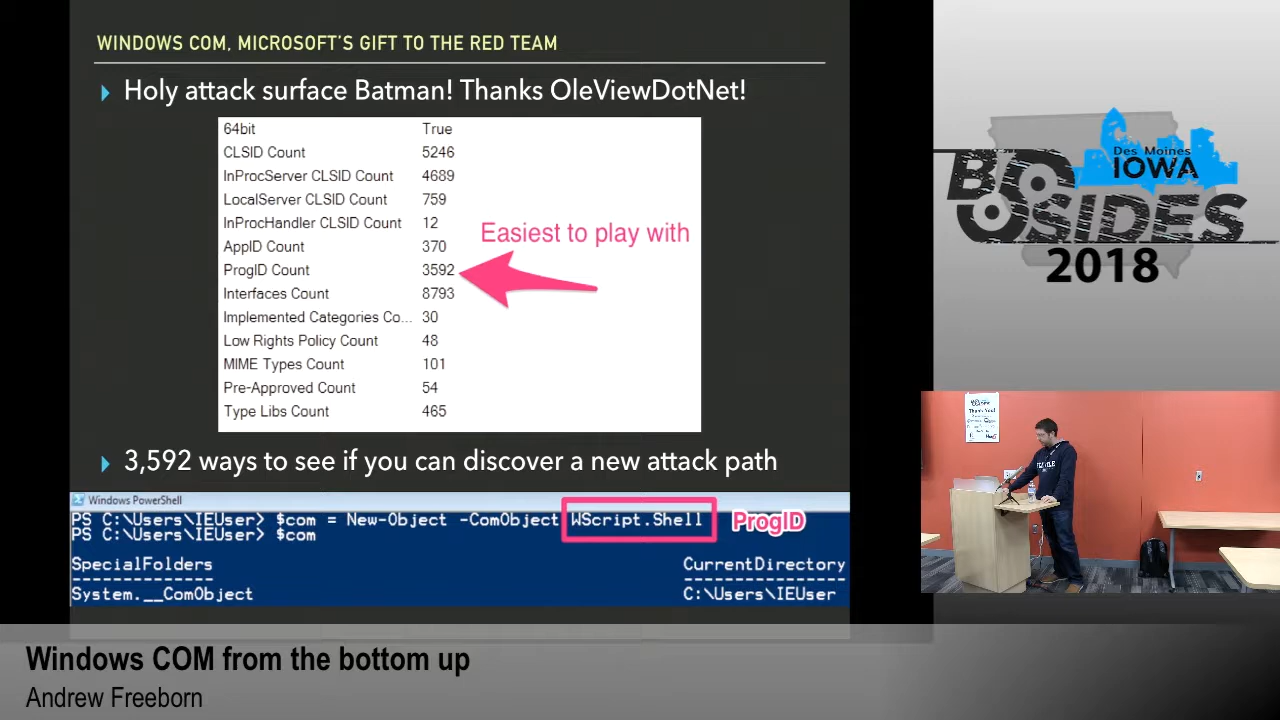 WINDOWS COM, MICROSOFT'S GIFT TO THE RED TEAM
Holy attack surface Batman! Thanks OleViewDotNet!
64bit True
CLSID Count 5246
InProcServer CLSID Count 4689
LocalServer CLSID Count 759
InProcHandler CLSID Count 12
AppID Count 370
ProgID Count 3592
Interfaces Count 8793
Implemented Categories Co... 30
Low Rights Policy Count 48
MIME Types Count 101
Pre-Approved Count 54
Type Libs Count 465
Easiest to play with
3,592 ways to see if you can discover a new attack path
Windows PowerShell
PS C:\Users\IEUser> $com = New-Object -ComObject WScript.Shell
ProgID
PS C:\Users\IEUser> $com
SpecialFolders CurrentDirectory
-------------- ----------------
System.__ComObject C:\Users\IEUser
Des Moines
IOWA
BSIDES
2018
Thank You!
Windows COM from the bottom up
Andrew Freeborn